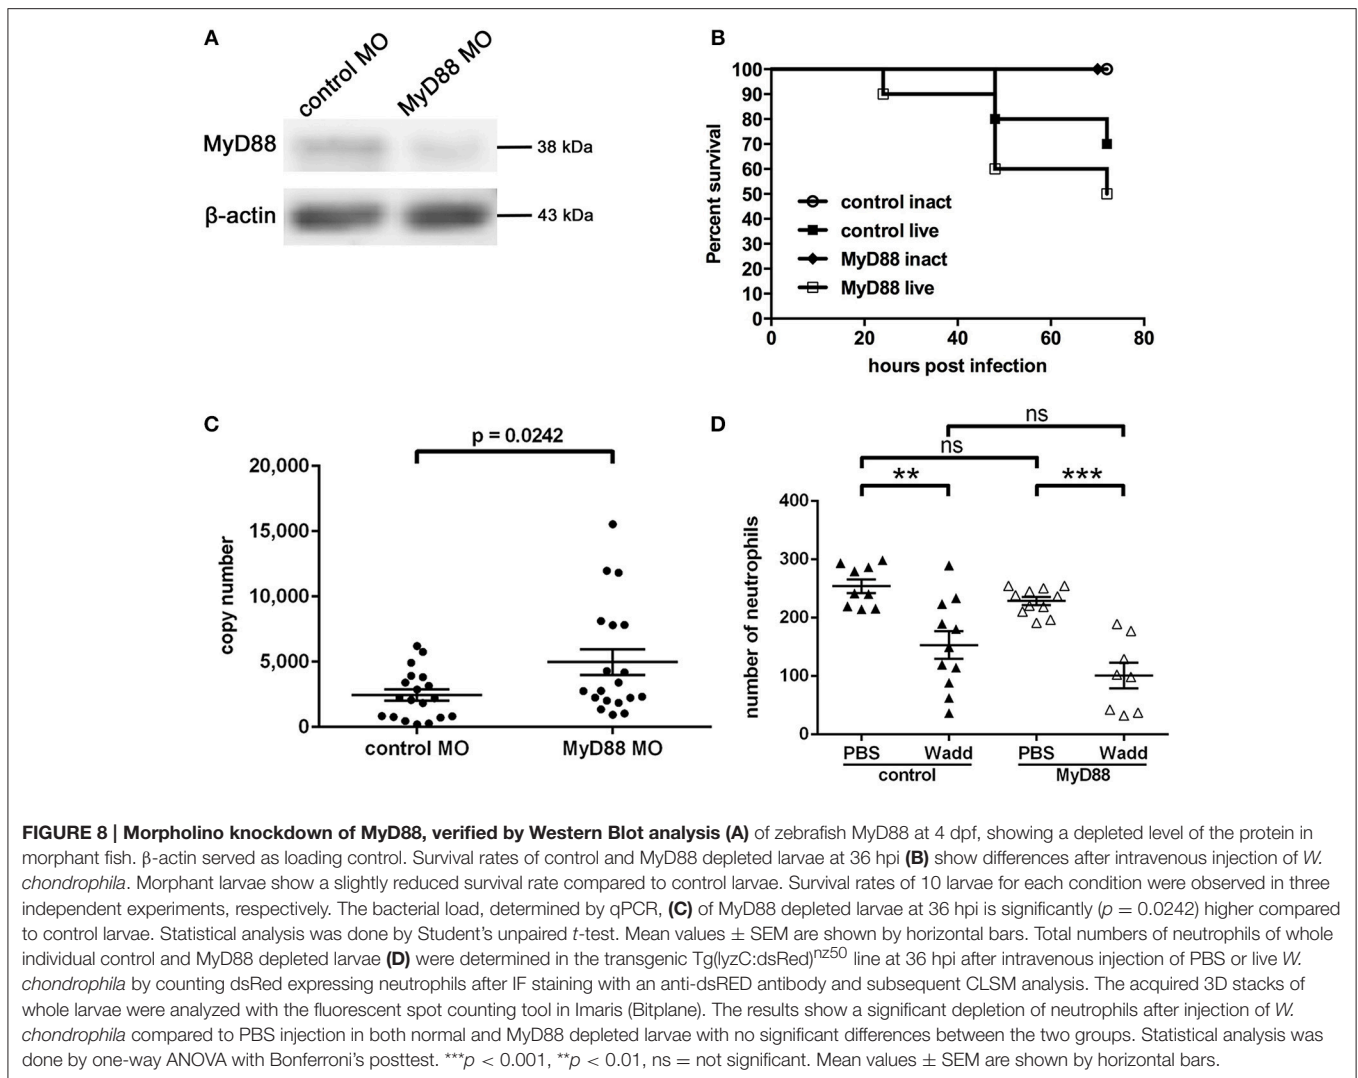 A
control MO
MyD88 MO
MyD88
38 kDa
β-actin
43 kDa
B
100
90
80
70
60
50
40
30
20
10
0
Percent survival
control inact
control live
MyD88 inact
MyD88 live
0 20 40 60 80
hours post infection
C
p = 0.0242
20,000
15,000
10,000
5,000
0
copy number
control MO MyD88 MO
D
ns
ns
** ***
400
300
200
100
0
number of neutrophils
PBS Wadd PBS Wadd
control MyD88
FIGURE 8 | Morpholino knockdown of MyD88, verified by Western Blot analysis (A) of zebrafish MyD88 at 4 dpf, showing a depleted level of the protein in
morphant fish. β-actin served as loading control. Survival rates of control and MyD88 depleted larvae at 36 hpi (B) show differences after intravenous injection of W.
chondrophila. Morphant larvae show a slightly reduced survival rate compared to control larvae. Survival rates of 10 larvae for each condition were observed in three
independent experiments, respectively. The bacterial load, determined by qPCR, (C) of MyD88 depleted larvae at 36 hpi is significantly (p = 0.0242) higher compared
to control larvae. Statistical analysis was done by Student's unpaired t-test. Mean values ± SEM are shown by horizontal bars. Total numbers of neutrophils of whole
individual control and MyD88 depleted larvae (D) were determined in the transgenic Tg(lyzC:dsRed)nz50 line at 36 hpi after intravenous injection of PBS or live W.
chondrophila by counting dsRed expressing neutrophils after IF staining with an anti-dsRED antibody and subsequent CLSM analysis. The acquired 3D stacks of
whole larvae were analyzed with the fluorescent spot counting tool in Imaris (Bitplane). The results show a significant depletion of neutrophils after injection of W.
chondrophila compared to PBS injection in both normal and MyD88 depleted larvae with no significant differences between the two groups. Statistical analysis was
done by one-way ANOVA with Bonferroni's posttest. ***p < 0.001, **p < 0.01, ns = not significant. Mean values ± SEM are shown by horizontal bars.